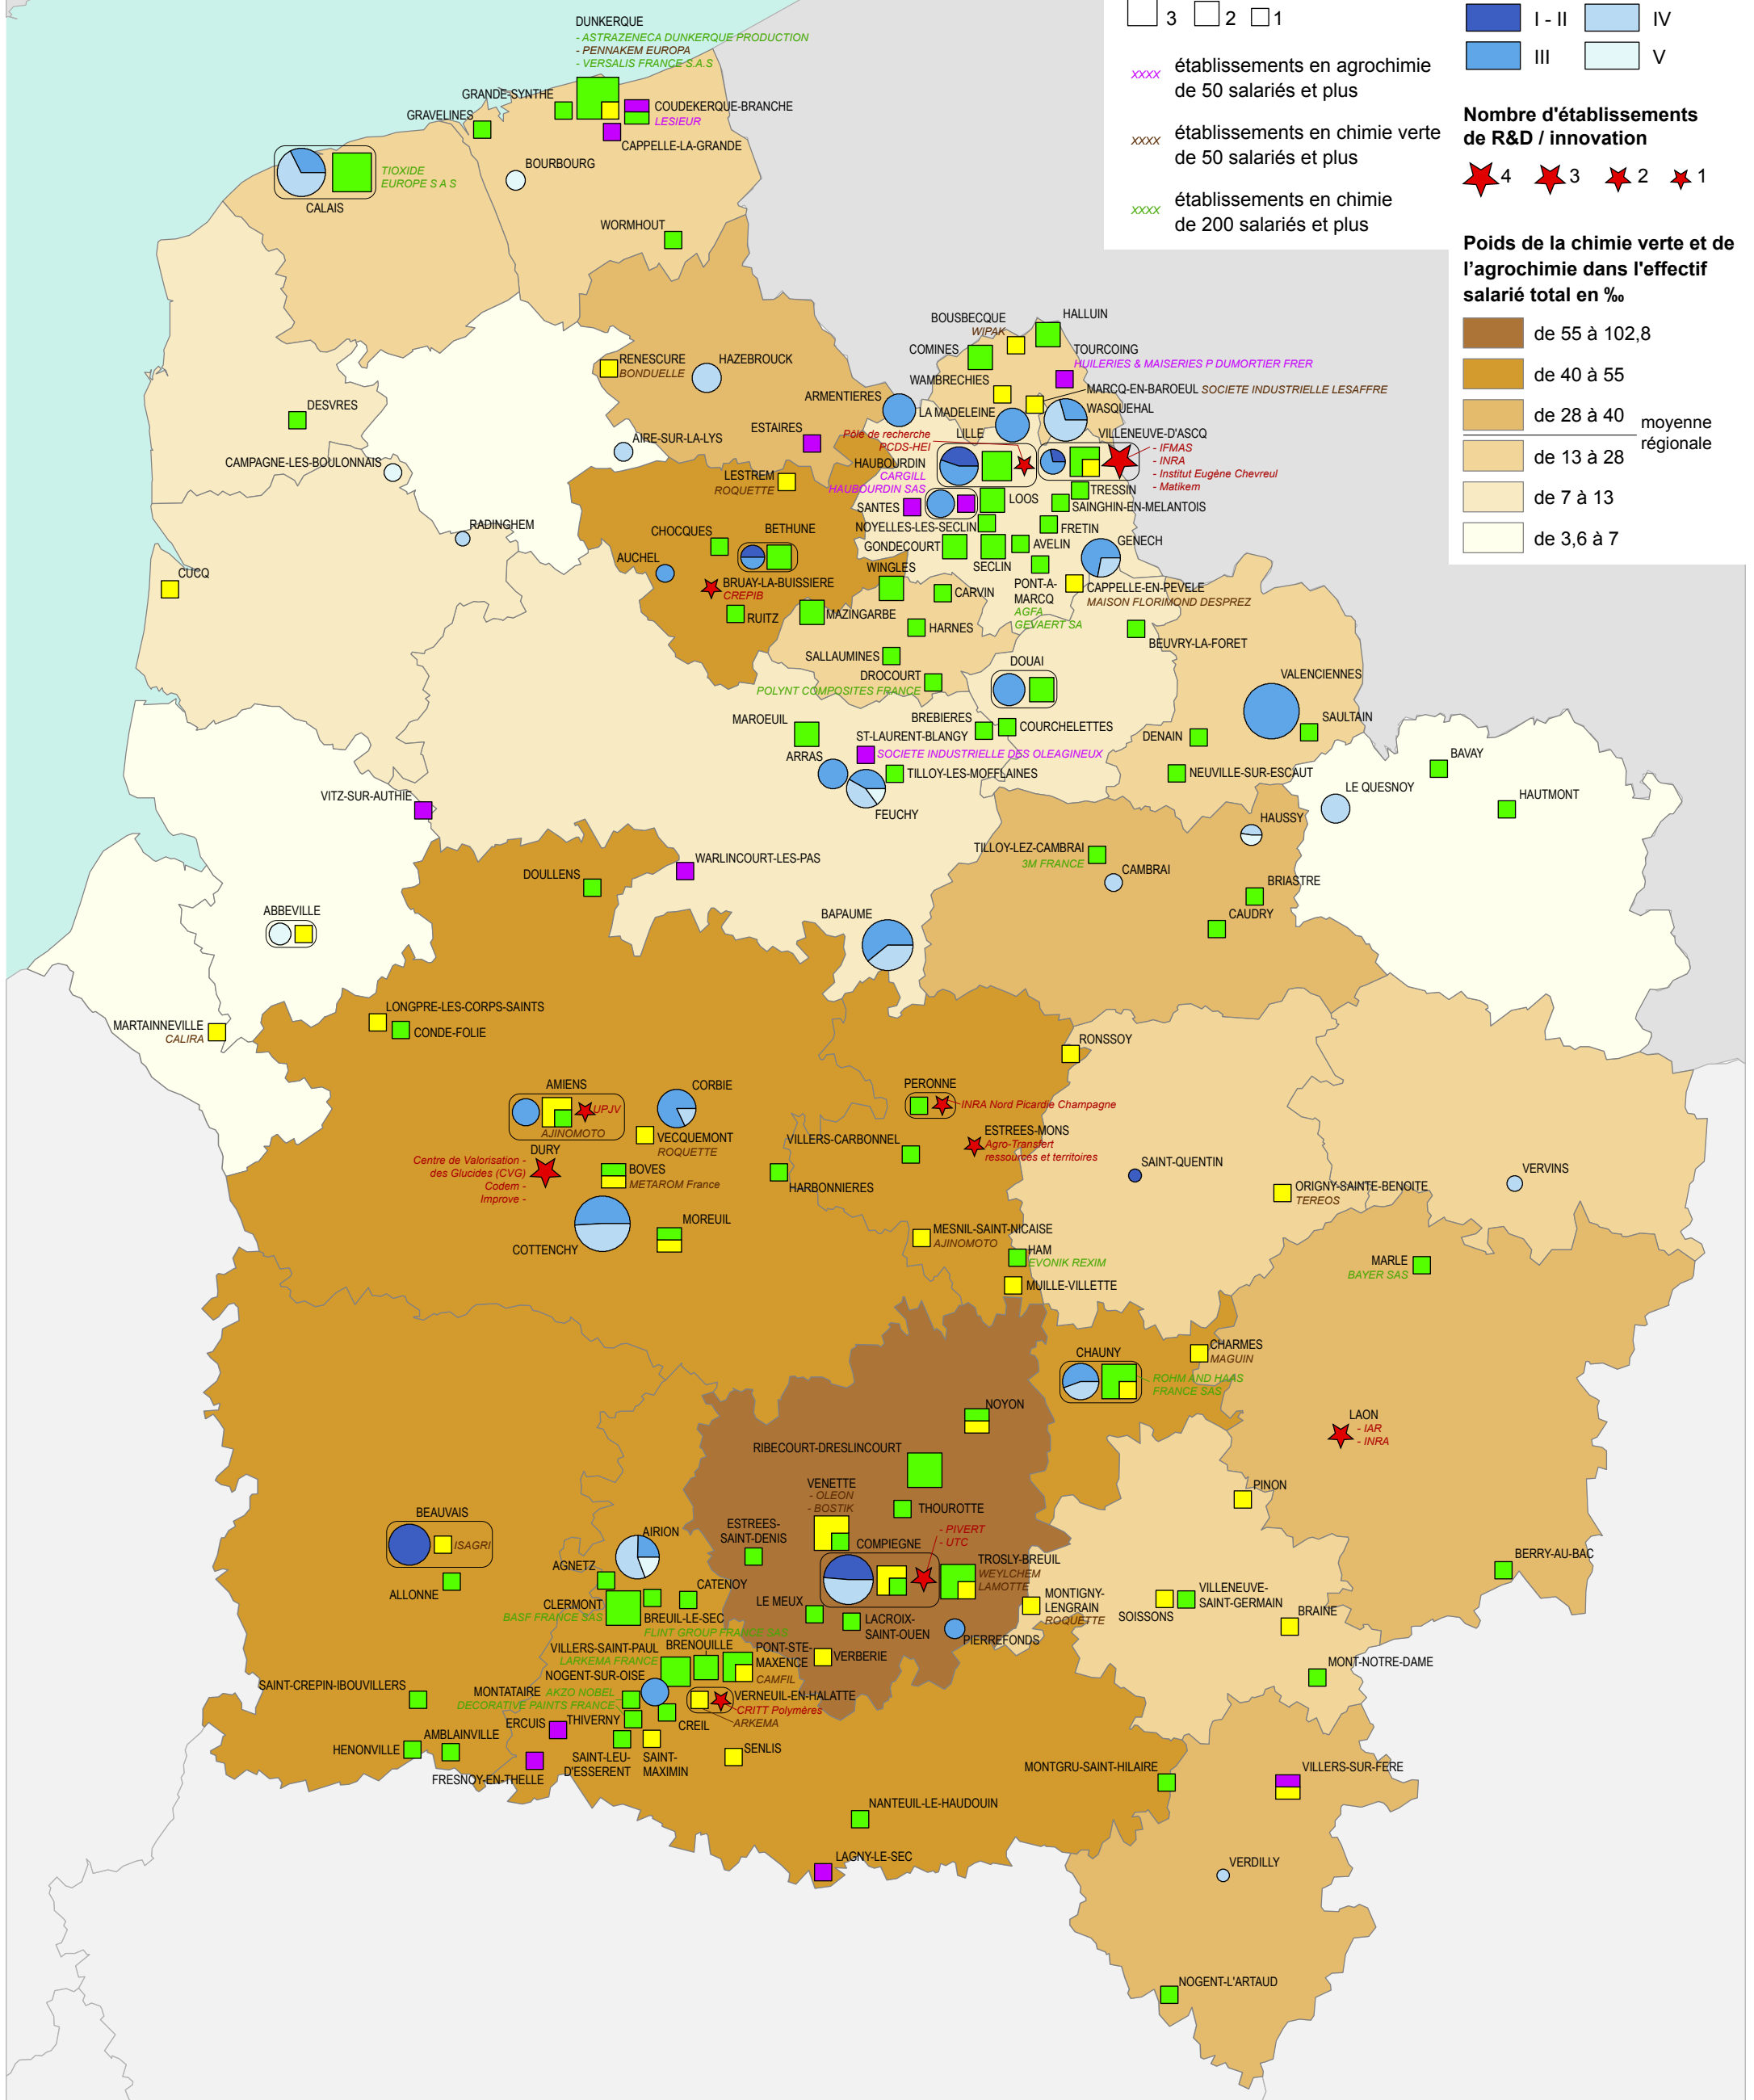 3 2 1
xxxx établissements en agrochimie
de 50 salariés et plus
xxxx établissements en chimie verte
de 50 salariés et plus
xxxx établissements en chimie
de 200 salariés et plus
I - II IV
III V
Nombre d'établissements
de R&D / innovation
4 3 2 1
Poids de la chimie verte et de
l’agrochimie dans l'effectif
salarié total en ‰
de 55 à 102,8
de 40 à 55
de 28 à 40
moyenne
régionale
de 13 à 28
de 7 à 13
de 3,6 à 7
DUNKERQUE
- ASTRAZENECA DUNKERQUE PRODUCTION
- PENNAKEM EUROPA
- VERSALIS FRANCE S.A.S
GRANDE-SYNTHE
GRAVELINES
COUDEKERQUE-BRANCHE
LESIEUR
CAPPELLE-LA-GRANDE
BOURBOURG
TIOXIDE
EUROPE S A S
CALAIS
WORMHOUT
BOUSBECQUE
WIPAK
HALLUIN
COMINES
TOURCOING
HUILERIES & MAISERIES P DUMORTIER FRER
RENESCURE
BONDUELLE
HAZEBROUCK
WAMBRECHIES
MARCQ-EN-BAROEUL SOCIETE INDUSTRIELLE LESAFFRE
ARMENTIERES
LA MADELEINE
WASQUEHAL
DESVRES
ESTAIRES
Pôle de recherche
PCDS-HEI
LILLE
VILLENEUVE-D'ASCQ
- IFMAS
- INRA
- Institut Eugène Chevreul
- Matikem
AIRE-SUR-LA-LYS
CAMPAGNE-LES-BOULONNAIS
HAUBOURDIN
CARGILL
HAUBOURDIN SAS
LESTREM
ROQUETTE
TRESSIN
SANTES
LOOS
SAINGHIN-EN-MELANTOIS
RADINGHEM
CHOCQUES
BETHUNE
NOYELLES-LES-SECLIN
FRETIN
GONDECOURT
AVELIN
GENECH
AUCHEL
SECLIN
WINGLES
CUCQ
BRUAY-LA-BUISSIERE
CREPIB
CARVIN
PONT-A-
MARCQ
AGFA
GEVAERT SA
CAPPELLE-EN-PEVELE
MAISON FLORIMOND DESPREZ
RUITZ
MAZINGARBE
HARNES
BEUVRY-LA-FORET
SALLAUMINES
DROCOURT
POLYNT COMPOSITES FRANCE
DOUAI
VALENCIENNES
MAROEUIL
BREBIERES
COURCHELETTES
SAULTAIN
ST-LAURENT-BLANGY
SOCIETE INDUSTRIELLE DES OLEAGINEUX
DENAIN
ARRAS
TILLOY-LES-MOFFLAINES
NEUVILLE-SUR-ESCAUT
BAVAY
LE QUESNOY
HAUTMONT
VITZ-SUR-AUTHIE
FEUCHY
HAUSSY
TILLOY-LEZ-CAMBRAI
3M FRANCE
WARLINCOURT-LES-PAS
CAMBRAI
DOULLENS
BRIASTRE
CAUDRY
ABBEVILLE
BAPAUME
LONGPRE-LES-CORPS-SAINTS
CONDE-FOLIE
MARTAINNEVILLE
CALIRA
RONSSOY
AMIENS
UPJV
AJINOMOTO
CORBIE
PERONNE
INRA Nord Picardie Champagne
VECQUEMONT
ROQUETTE
ESTREES-MONS
Agro-Transfert
ressources et territoires
VILLERS-CARBONNEL
DURY
Centre de Valorisation -
des Glucides (CVG)
Codem -
Improve -
BOVES
METAROM France
HARBONNIERES
SAINT-QUENTIN
VERVINS
ORIGNY-SAINTE-BENOITE
TEREOS
MOREUIL
COTTENCHY
MESNIL-SAINT-NICAISE
AJINOMOTO
HAM
EVONIK REXIM
MARLE
BAYER SAS
MUILLE-VILLETTE
CHARMES
MAGUIN
CHAUNY
ROHM AND HAAS
FRANCE SAS
NOYON
LAON
- IAR
- INRA
RIBECOURT-DRESLINCOURT
VENETTE
- OLEON
- BOSTIK
PINON
THOUROTTE
BEAUVAIS
ISAGRI
ESTREES-
SAINT-DENIS
- PIVERT
- UTC
AIRION
COMPIEGNE
TROSLY-BREUIL
WEYLCHEM
LAMOTTE
BERRY-AU-BAC
AGNETZ
ALLONNE
CATENOY
CLERMONT
BASF FRANCE SAS
BREUIL-LE-SEC
FLINT GROUP FRANCE SAS
LE MEUX
LACROIX-
SAINT-OUEN
MONTIGNY-
LENGRAIN
ROQUETTE
SOISSONS
VILLENEUVE-
SAINT-GERMAIN
BRAINE
PIERREFONDS
VILLERS-SAINT-PAUL
LARKEMA FRANCE
BRENOUILLE
PONT-STE-
MAXENCE
CAMFIL
VERBERIE
MONT-NOTRE-DAME
NOGENT-SUR-OISE
SAINT-CREPIN-IBOUVILLERS
MONTATAIRE
AKZO NOBEL
DECORATIVE PAINTS FRANCE
VERNEUIL-EN-HALATTE
CRITT Polymères
ARKEMA
ERCUIS
THIVERNY
CREIL
HENONVILLE
AMBLAINVILLE
SAINT-LEU-
D'ESSERENT
SAINT-
MAXIMIN
SENLIS
FRESNOY-EN-THELLE
MONTGRU-SAINT-HILAIRE
VILLERS-SUR-FERE
NANTEUIL-LE-HAUDOUIN
LAGNY-LE-SEC
VERDILLY
NOGENT-L'ARTAUD